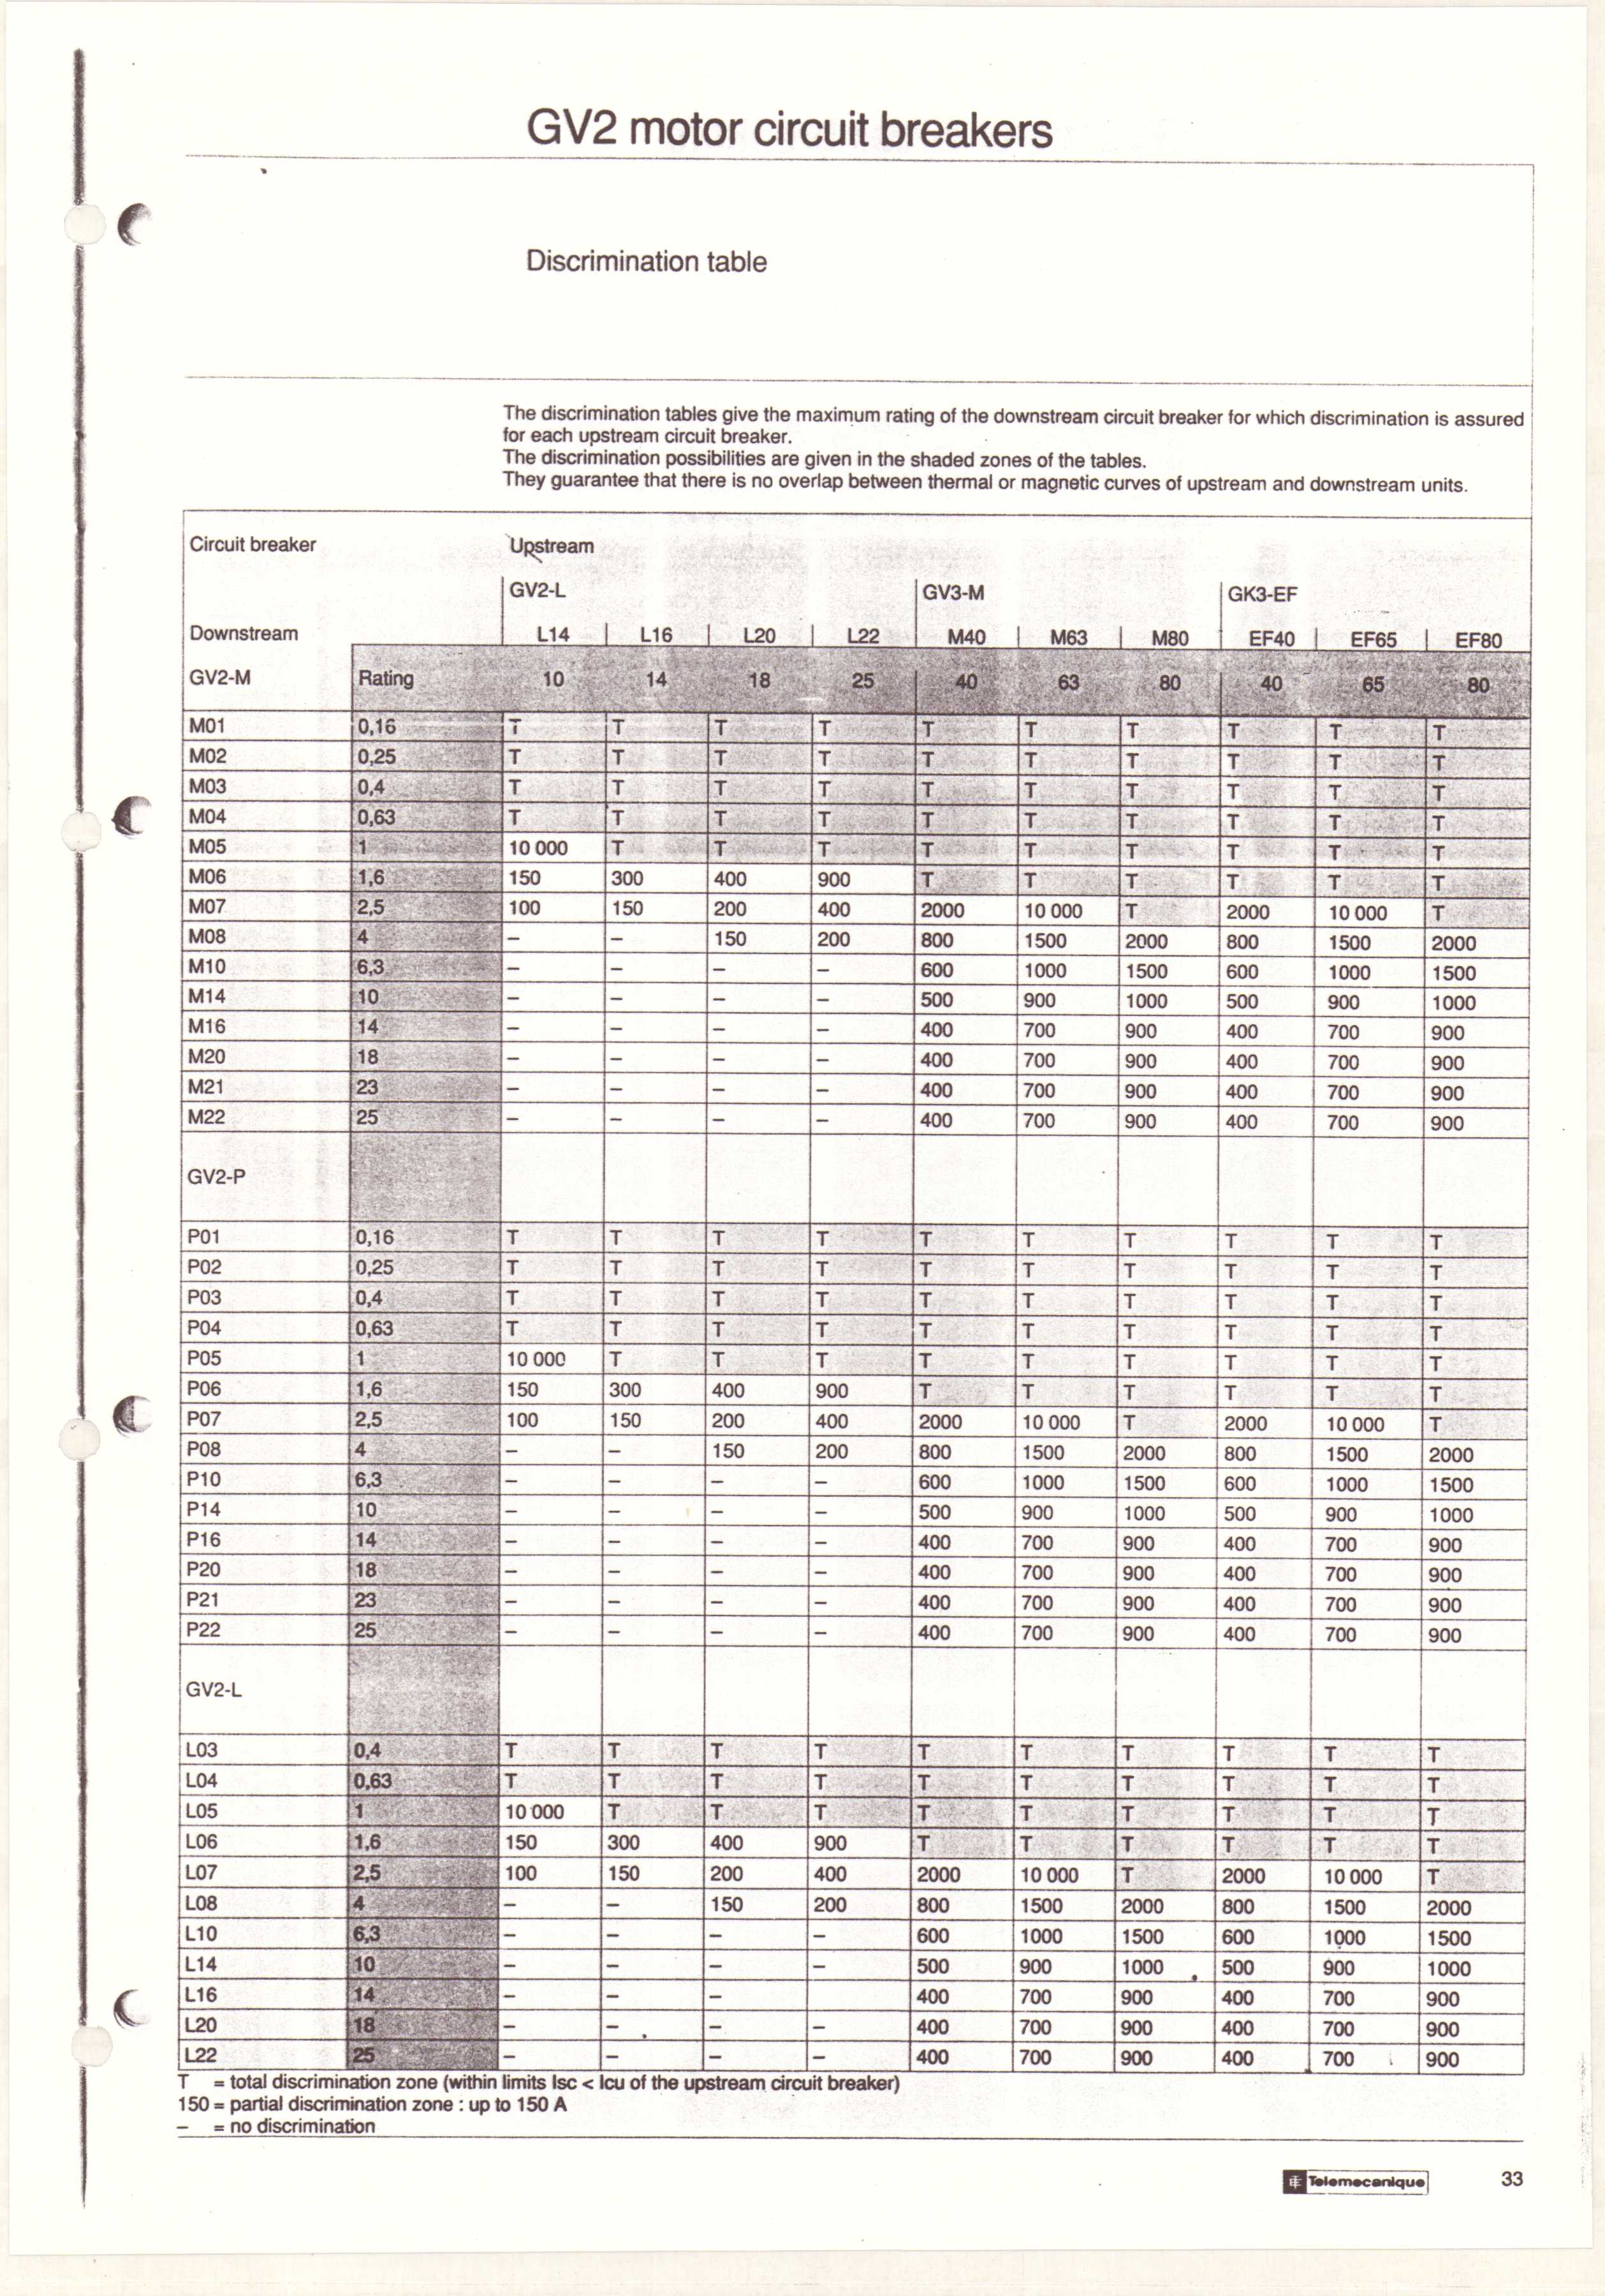 GV2 motor circuit breakers
Discrimination table
The discrimination tables give the maximum rating of the downstream circuit breaker for which discrimination is assured
for each upstream circuit breaker.
The discrimination possibilities are given in the shaded zones of the tables.
They guarantee that there is no overlap between thermal or magnetic curves of upstream and downstream units.
Circuit breaker Upstream
GV2-L GV3-M GK3-EF
Downstream L14 L16 L20 L22 M40 M63 M80 EF40 EF65 EF80
GV2-M Rating 10 14 18 25 40 63 80 40 65 80
M01 0,16 T T T T T T T T T T
M02 0,25 T T T T T T T T T T
M03 0,4 T T T T T T T T T T
M04 0,63 T T T T T T T T T T
M05 1 10 000 T T T T T T T T T
M06 1,6 150 300 400 900 T T T T T T
M07 2,5 100 150 200 400 2000 10 000 T 2000 10 000 T
M08 4 – – 150 200 800 1500 2000 800 1500 2000
M10 6,3 – – – – 600 1000 1500 600 1000 1500
M14 10 – – – – 500 900 1000 500 900 1000
M16 14 – – – – 400 700 900 400 700 900
M20 18 – – – – 400 700 900 400 700 900
M21 23 – – – – 400 700 900 400 700 900
M22 25 – – – – 400 700 900 400 700 900
GV2-P
P01 0,16 T T T T T T T T T T
P02 0,25 T T T T T T T T T T
P03 0,4 T T T T T T T T T T
P04 0,63 T T T T T T T T T T
P05 1 10 000 T T T T T T T T T
P06 1,6 150 300 400 900 T T T T T T
P07 2,5 100 150 200 400 2000 10 000 T 2000 10 000 T
P08 4 – – 150 200 800 1500 2000 800 1500 2000
P10 6,3 – – – – 600 1000 1500 600 1000 1500
P14 10 – – – – 500 900 1000 500 900 1000
P16 14 – – – – 400 700 900 400 700 900
P20 18 – – – – 400 700 900 400 700 900
P21 23 – – – – 400 700 900 400 700 900
P22 25 – – – – 400 700 900 400 700 900
GV2-L
L03 0,4 T T T T T T T T T T
L04 0,63 T T T T T T T T T T
L05 1 10 000 T T T T T T T T T
L06 1,6 150 300 400 900 T T T T T T
L07 2,5 100 150 200 400 2000 10 000 T 2000 10 000 T
L08 4 – – 150 200 800 1500 2000 800 1500 2000
L10 6,3 – – – – 600 1000 1500 600 1000 1500
L14 10 – – – – 500 900 1000 500 900 1000
L16 14 – – – 400 700 900 400 700 900
L20 18 – – – – 400 700 900 400 700 900
L22 25 – – – – 400 700 900 400 700 900
T = total discrimination zone (within limits Isc < Icu of the upstream circuit breaker)
150 = partial discrimination zone : up to 150 A
– = no discrimination
Telemecanique 33